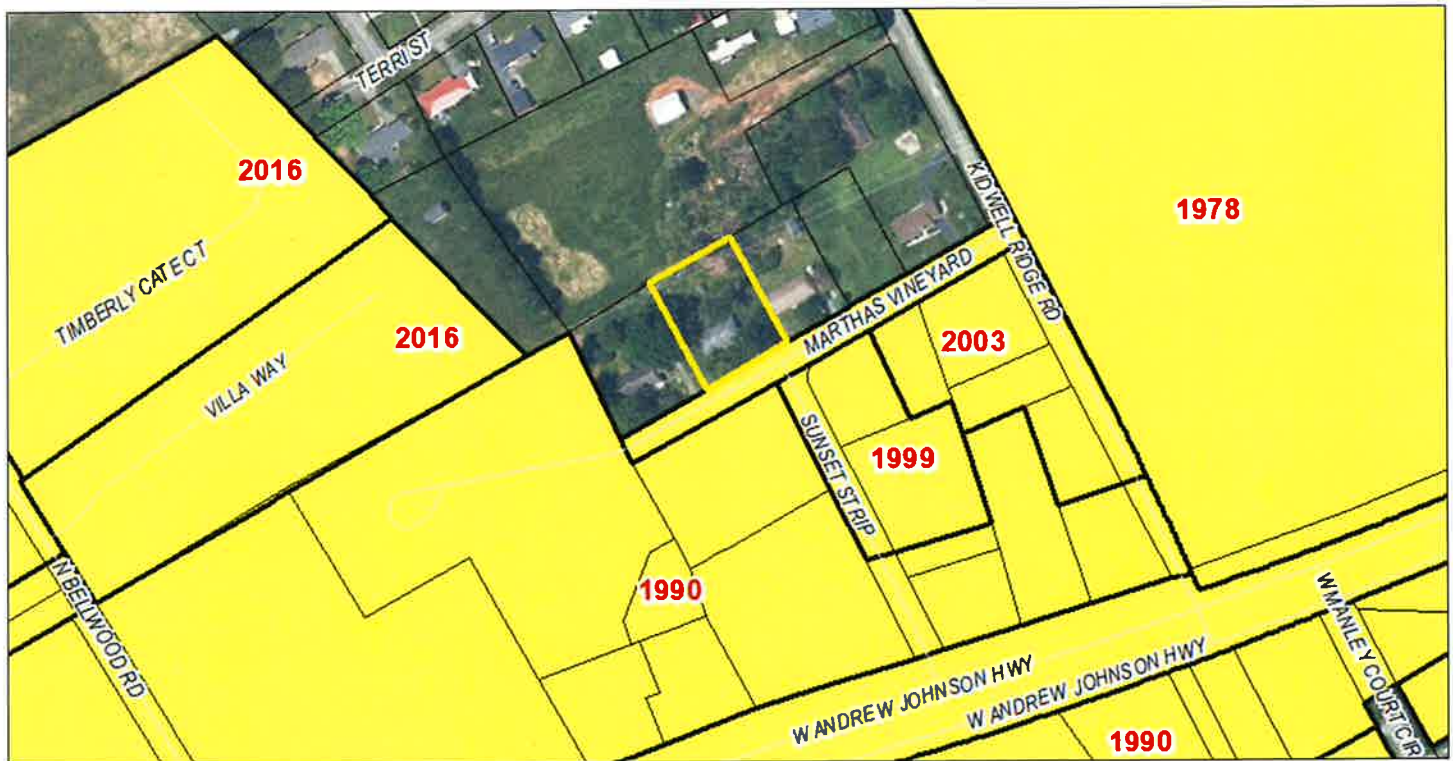 TERRI ST
2016
KIDWELL RIDGE RD
1978
TIMBERLY CATE CT
MARTHAS VINEYARD
2016
2003
VILLA WAY
SUNSET STRIP
1999
N BELLWOOD RD
1990
W MANLEY COURT CIR
W ANDREW JOHNSON HWY
W ANDREW JOHNSON HWY
1990